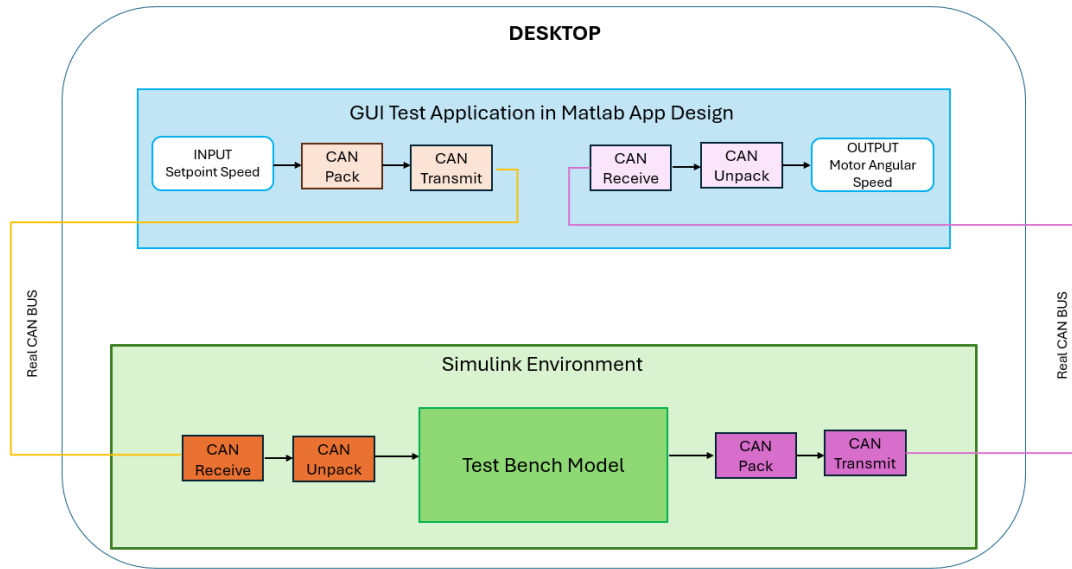 DESKTOP
GUI Test Application in Matlab App Design
INPUT
Setpoint Speed
CAN
Pack
CAN
Transmit
CAN
Receive
CAN
Unpack
OUTPUT
Motor Angular
Speed
Real CAN BUS
Real CAN BUS
Simulink Environment
CAN
Receive
CAN
Unpack
Test Bench Model
CAN
Pack
CAN
Transmit